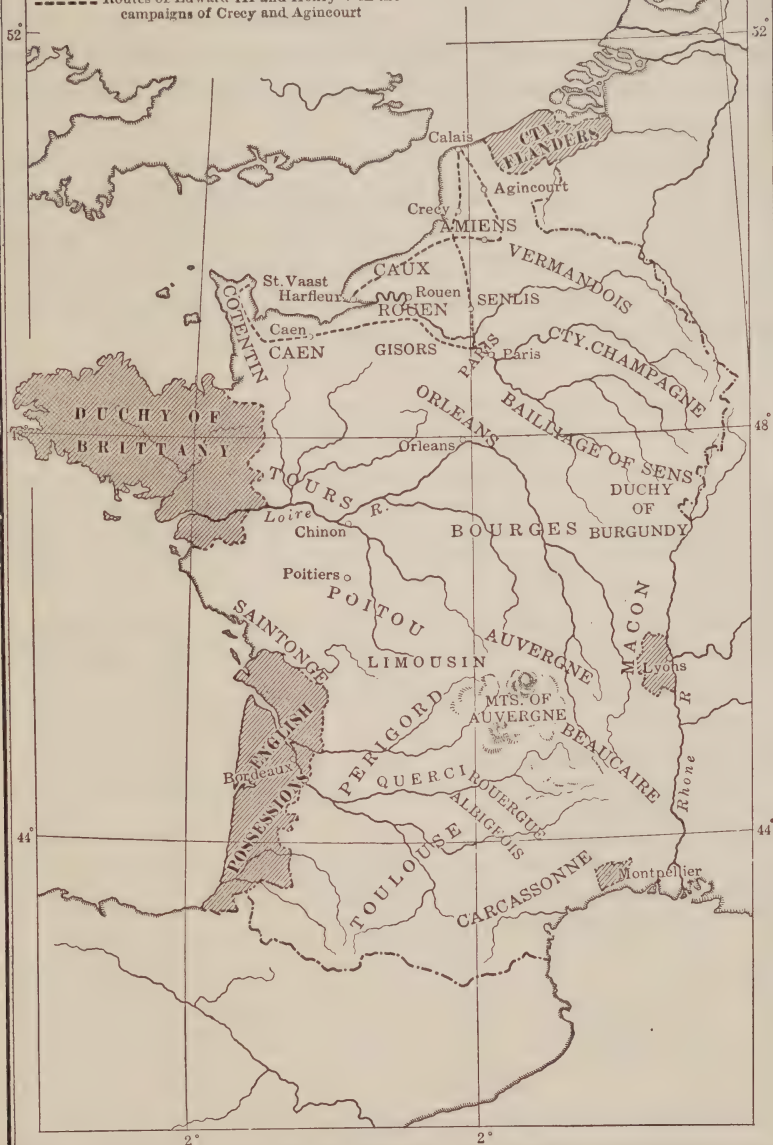 Routes of Edward III and Henry V in the
campaigns of Crecy and Agincourt
52°
52°
CTY.
FLANDERS
Calais
Agincourt
Crecy
AMIENS
VERMANDOIS
CAUX
St. Vaast
Harfleur
Rouen
ROUEN
SENLIS
COTENTIN
Caen
CAEN
GISORS
PARIS
Paris
CTY. CHAMPAGNE
DUCHY OF
BRITTANY
ORLEANS
Orleans
BAILLIAGE OF SENS
48°
DUCHY
OF
BURGUNDY
TOURS
Loire R.
Chinon
BOURGES
Poitiers
POITOU
MACON
SAINTONGE
LIMOUSIN
AUVERGNE
Lyons
MTS. OF
AUVERGNE
PERIGORD
BEAUCAIRE
Rhone R
ENGLISH
POSSESSIONS
Bordeaux
QUERCI
ROUERGUE
ALBIGEOIS
44°
44°
TOULOUSE
CARCASSONNE
Montpellier
2°
2°